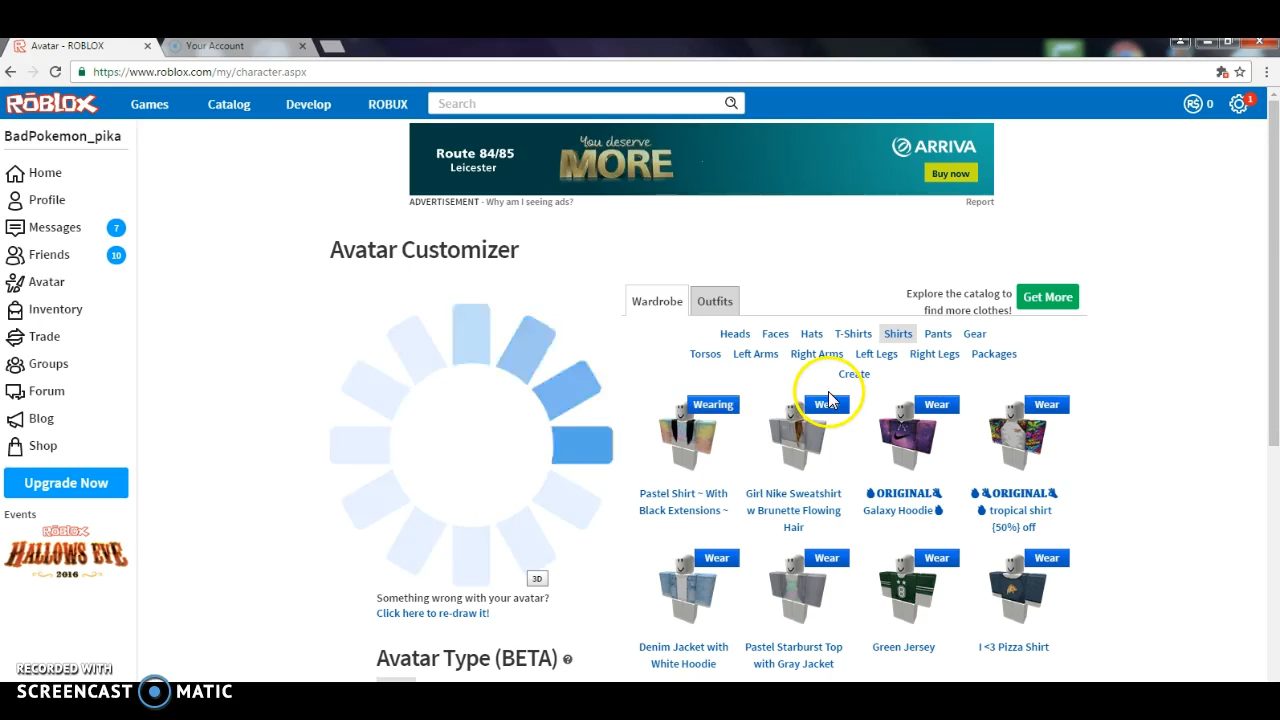 Avatar - ROBLOX
Your Account
https://www.roblox.com/my/character.aspx
ROBLOX
Games
Catalog
Develop
ROBUX
Search
R$ 0
1
BadPokemon_pika
Home
Profile
Messages 7
Friends 10
Avatar
Inventory
Trade
Groups
Forum
Blog
Shop
Upgrade Now
Events
ROBLOX
HALLOWS EVE
2016
Route 84/85
Leicester
You deserve
MORE
ARRIVA
Buy now
ADVERTISEMENT - Why am I seeing ads?
Report
Avatar Customizer
3D
Something wrong with your avatar?
Click here to re-draw it!
Avatar Type (BETA)
Wardrobe
Outfits
Explore the catalog to
find more clothes!
Get More
Heads Faces Hats T-Shirts Shirts Pants Gear
Torsos Left Arms Right Arms Left Legs Right Legs Packages
Create
Wearing
Wear
Wear
Wear
Pastel Shirt ~ With
Black Extensions ~
Girl Nike Sweatshirt
w Brunette Flowing
Hair
ORIGINAL
Galaxy Hoodie
ORIGINAL
tropical shirt
{50%} off
Wear
Wear
Wear
Wear
Denim Jacket with
White Hoodie
Pastel Starburst Top
with Gray Jacket
Green Jersey
I <3 Pizza Shirt
RECORDED WITH
SCREENCAST MATIC